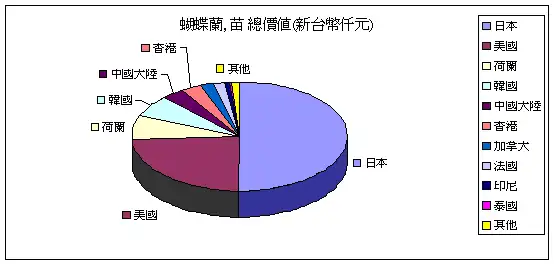 蝴蝶蘭, 苗 總價值(新台幣仟元)
香港
其他
中國大陸
韓國
荷蘭
日本
美國
日本
美國
荷蘭
韓國
中國大陸
香港
加拿大
法國
印尼
泰國
其他